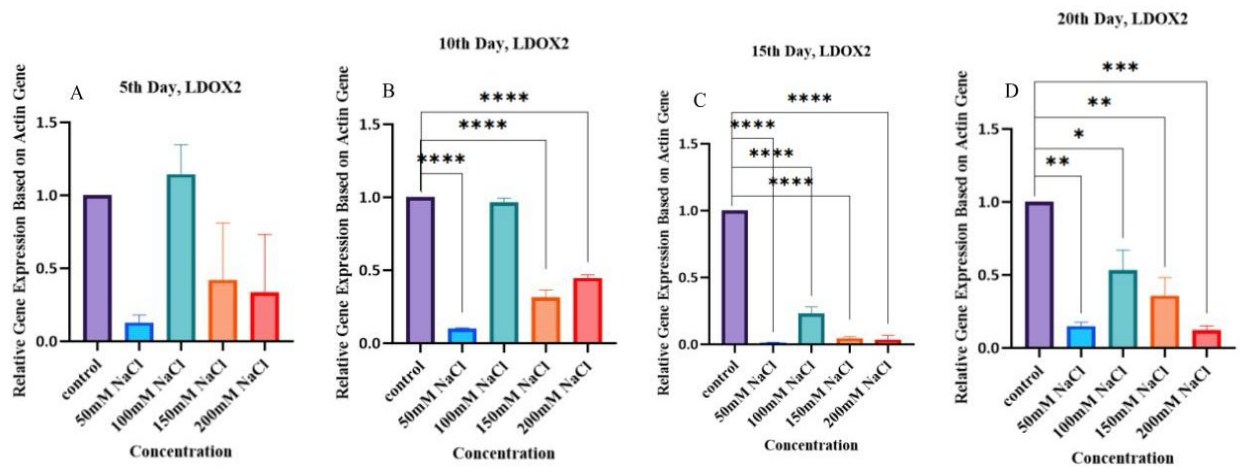 A
5th Day, LDOX2
Relative Gene Expression Based on Actin Gene
1.5
1.0
0.5
0.0
control
50mM NaCl
100mM NaCl
150mM NaCl
200mM NaCl
Concentration
10th Day, LDOX2
B
Relative Gene Expression Based on Actin Gene
****
****
****
1.5
1.0
0.5
0.0
control
50mM NaCl
100mM NaCl
150mM NaCl
200mM NaCl
Concentration
15th Day, LDOX2
C
Relative Gene Expression Based on Actin Gene
****
****
****
****
1.5
1.0
0.5
0.0
control
50mM NaCl
100mM NaCl
150mM NaCl
200mM NaCl
Concentration
20th Day, LDOX2
D
Relative Gene Expression Based on Actin Gene
***
**
*
**
1.5
1.0
0.5
0.0
control
50mM NaCl
100mM NaCl
150mM NaCl
200mM NaCl
Concentration